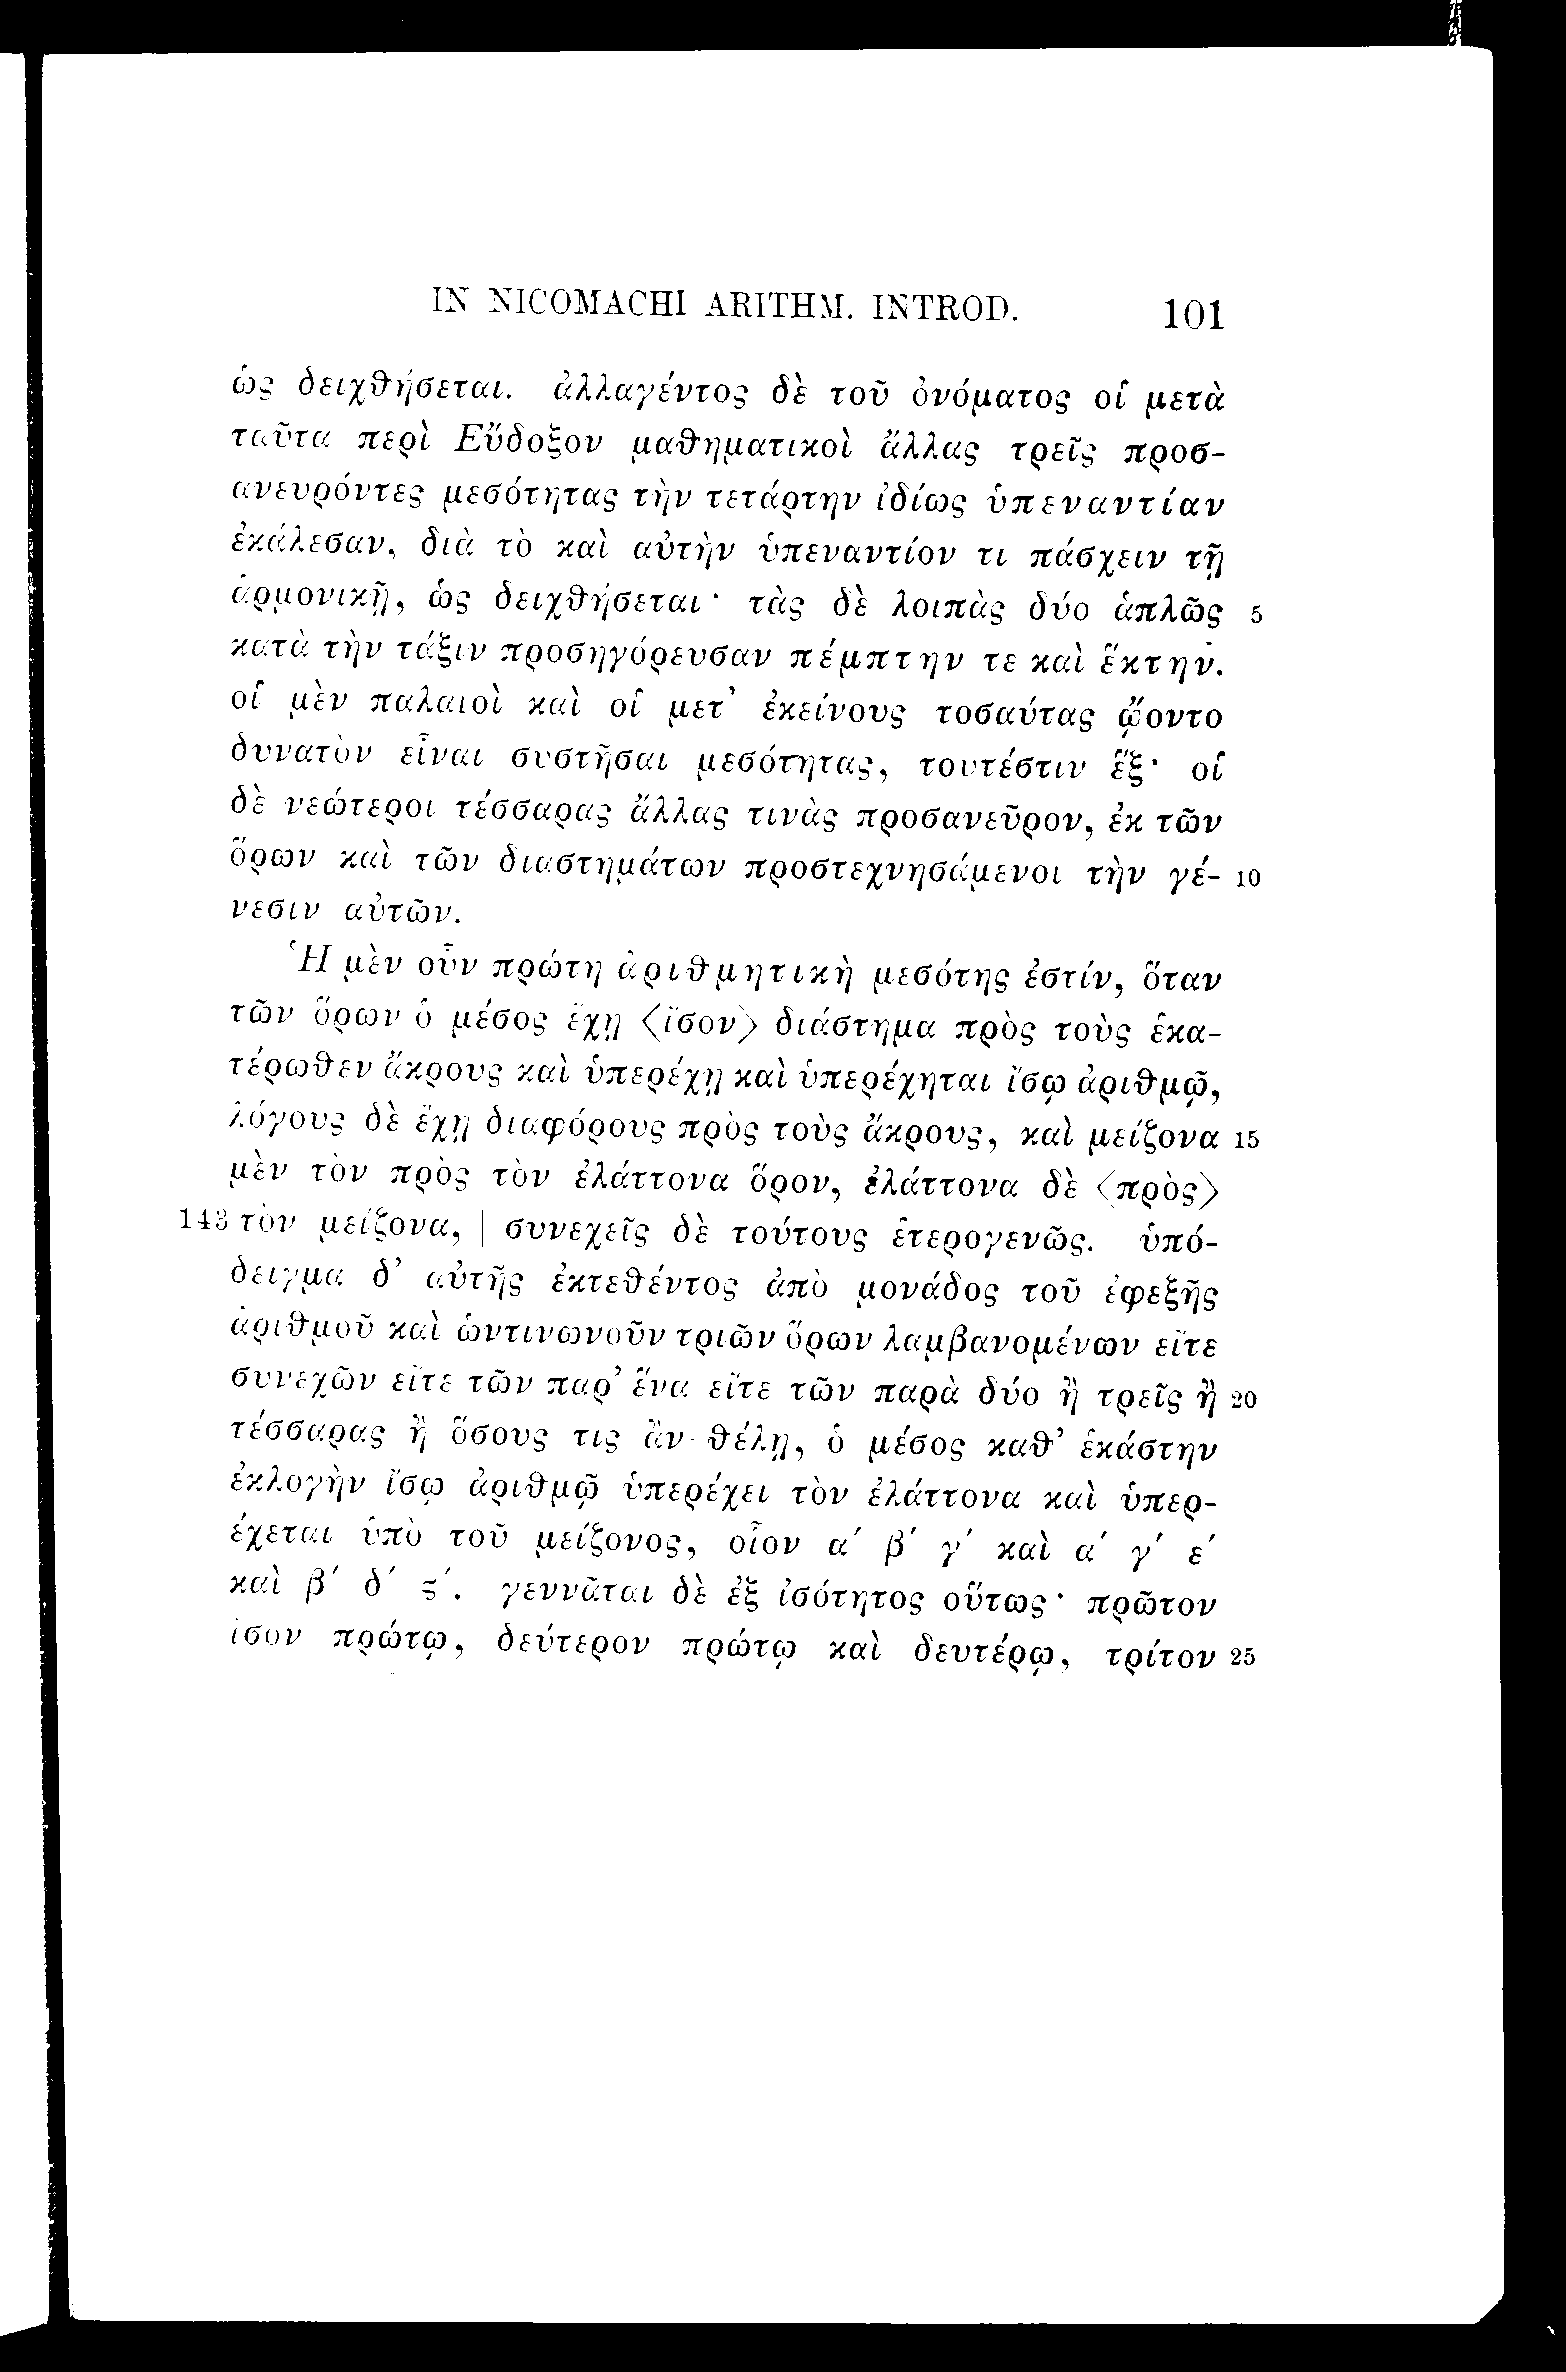 IN NICOMACHI ARITHM. INTROD. 101
ὡς δειχθήσεται. ἀλλαγέντος δὲ τοῦ ὀνόματος οἱ μετὰ
ταῦτα περὶ Εὔδοξον μαθηματικοὶ ἄλλας τρεῖς προσ-
ανευρόντες μεσότητας τὴν τετάρτην ἰδίως ὑπεναντίαν
ἐκάλεσαν, διὰ τὸ καὶ αὐτὴν ὑπεναντίον τι πάσχειν τῇ
ἁρμονικῇ, ὡς δειχθήσεται· τὰς δὲ λοιπὰς δύο ἁπλῶς 5
κατὰ τὴν τάξιν προσηγόρευσαν πέμπτην τε καὶ ἕκτην.
οἱ μὲν παλαιοὶ καὶ οἱ μετ’ ἐκείνους τοσαύτας ᾤοντο
δυνατὸν εἶναι συστῆσαι μεσότητας, τουτέστιν ἕξ· οἱ
δὲ νεώτεροι τέσσαρας ἄλλας τινὰς προσανεῦρον, ἐκ τῶν
ὅρων καὶ τῶν διαστημάτων προστεχνησάμενοι τὴν γέ- 10
νεσιν αὐτῶν.
Ἡ μὲν οὖν πρώτη ἀριθμητικὴ μεσότης ἐστίν, ὅταν
τῶν ὅρων ὁ μέσος ἔχῃ ⟨ἴσον⟩ διάστημα πρὸς τοὺς ἑκα-
τέρωθεν ἄκρους καὶ ὑπερέχῃ καὶ ὑπερέχηται ἴσῳ ἀριθμῷ,
λόγους δὲ ἔχῃ διαφόρους πρὸς τοὺς ἄκρους, καὶ μείζονα 15
μὲν τὸν πρὸς τὸν ἐλάττονα ὅρον, ἐλάττονα δὲ ⟨πρὸς⟩
143 τὸν μείζονα, | συνεχεῖς δὲ τούτους ἑτερογενῶς. ὑπό-
δειγμα δ’ αὐτῆς ἐκτεθέντος ἀπὸ μονάδος τοῦ ἐφεξῆς
ἀριθμοῦ καὶ ὡντινωνοῦν τριῶν ὅρων λαμβανομένων εἴτε
συνεχῶν εἴτε τῶν παρ’ ἕνα εἴτε τῶν παρὰ δύο ἢ τρεῖς ἢ 20
τέσσαρας ἢ ὅσους τις ἂν θέλῃ, ὁ μέσος καθ’ ἑκάστην
ἐκλογὴν ἴσῳ ἀριθμῷ ὑπερέχει τὸν ἐλάττονα καὶ ὑπερ-
έχεται ὑπὸ τοῦ μείζονος, οἷον α′ β′ γ′ καὶ α′ γ′ ε′
καὶ β′ δ′ ϛ′. γεννᾶται δὲ ἐξ ἰσότητος οὕτως· πρῶτον
ἴσον πρώτῳ, δεύτερον πρώτῳ καὶ δευτέρῳ, τρίτον 25